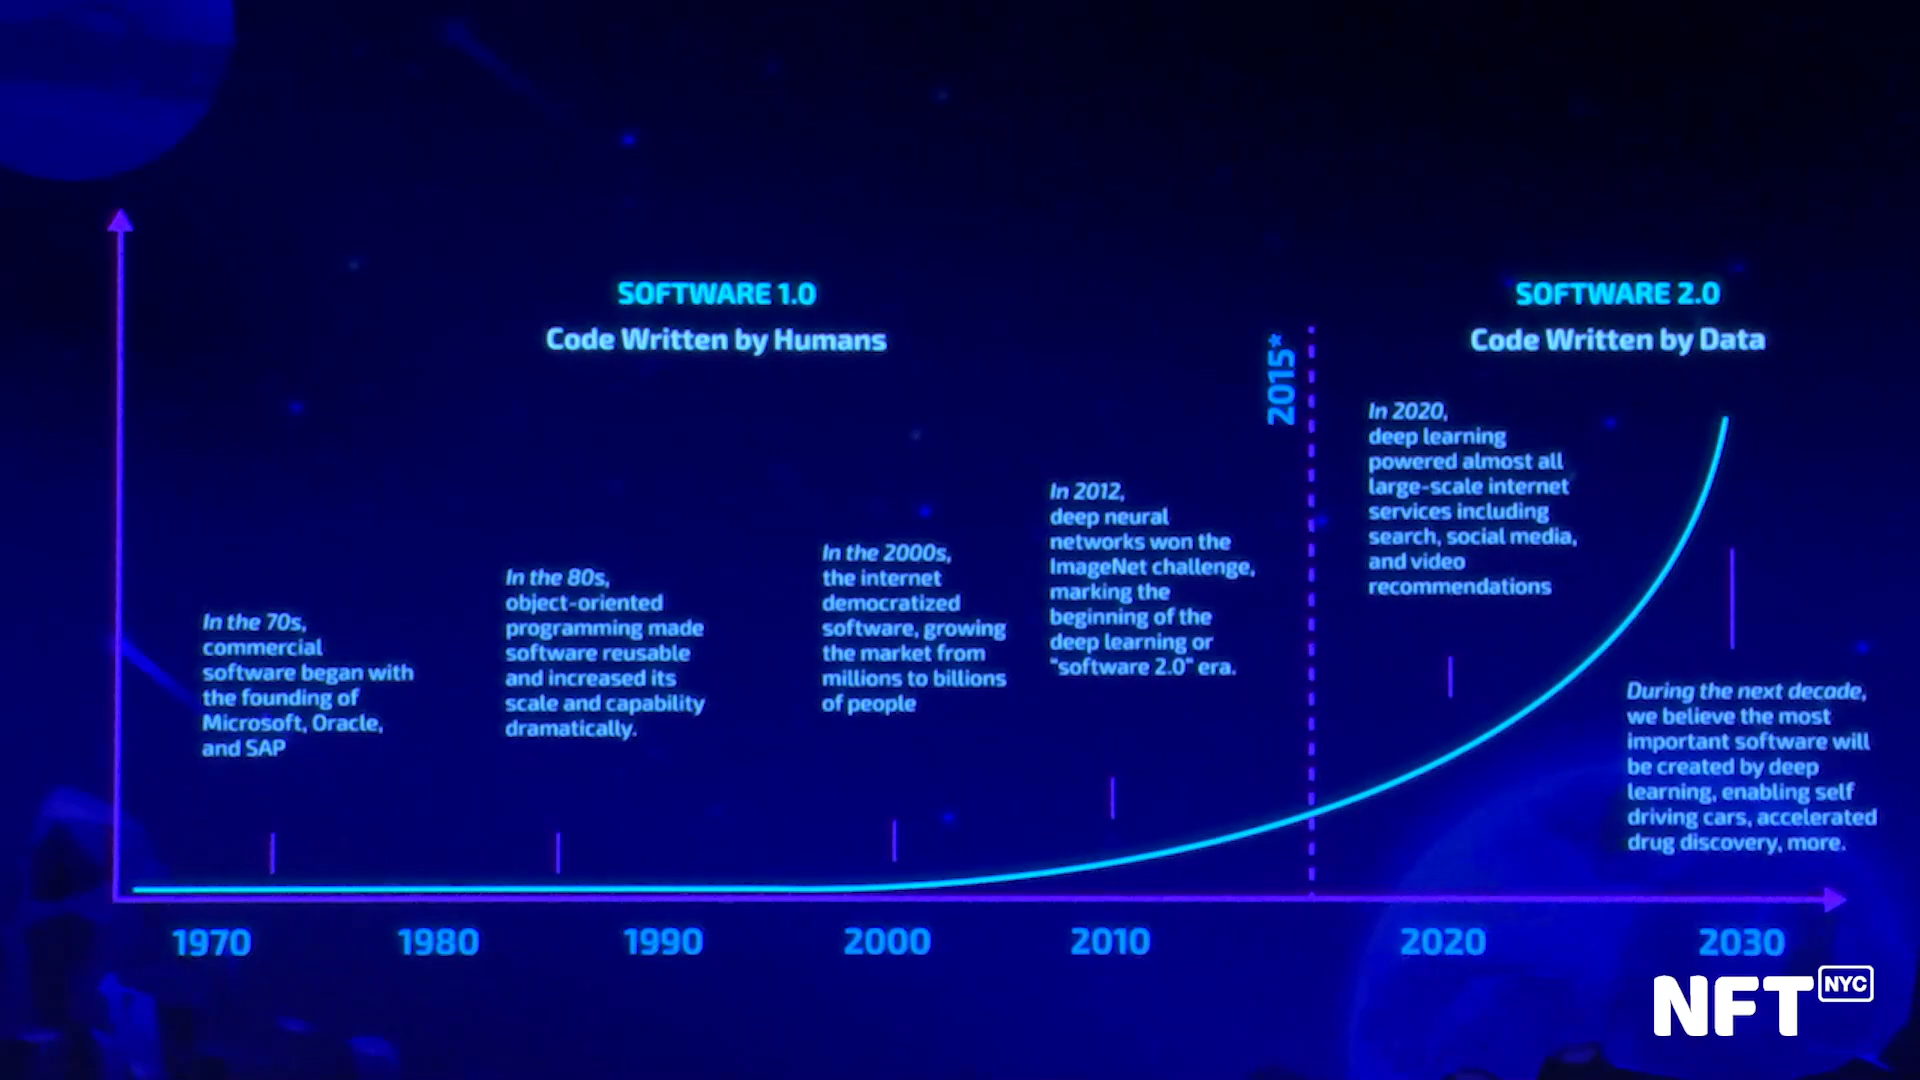 SOFTWARE 1.0
Code Written by Humans
SOFTWARE 2.0
Code Written by Data
2015*
In the 70s,
commercial
software began with
the founding of
Microsoft, Oracle,
and SAP
In the 80s,
object-oriented
programming made
software reusable
and increased its
scale and capability
dramatically.
In the 2000s,
the internet
democratized
software, growing
the market from
millions to billions
of people
In 2012,
deep neural
networks won the
ImageNet challenge,
marking the
beginning of the
deep learning or
"software 2.0" era.
In 2020,
deep learning
powered almost all
large-scale internet
services including
search, social media,
and video
recommendations
During the next decade,
we believe the most
important software will
be created by deep
learning, enabling self
driving cars, accelerated
drug discovery, more.
1970 1980 1990 2000 2010 2020 2030
NFT NYC